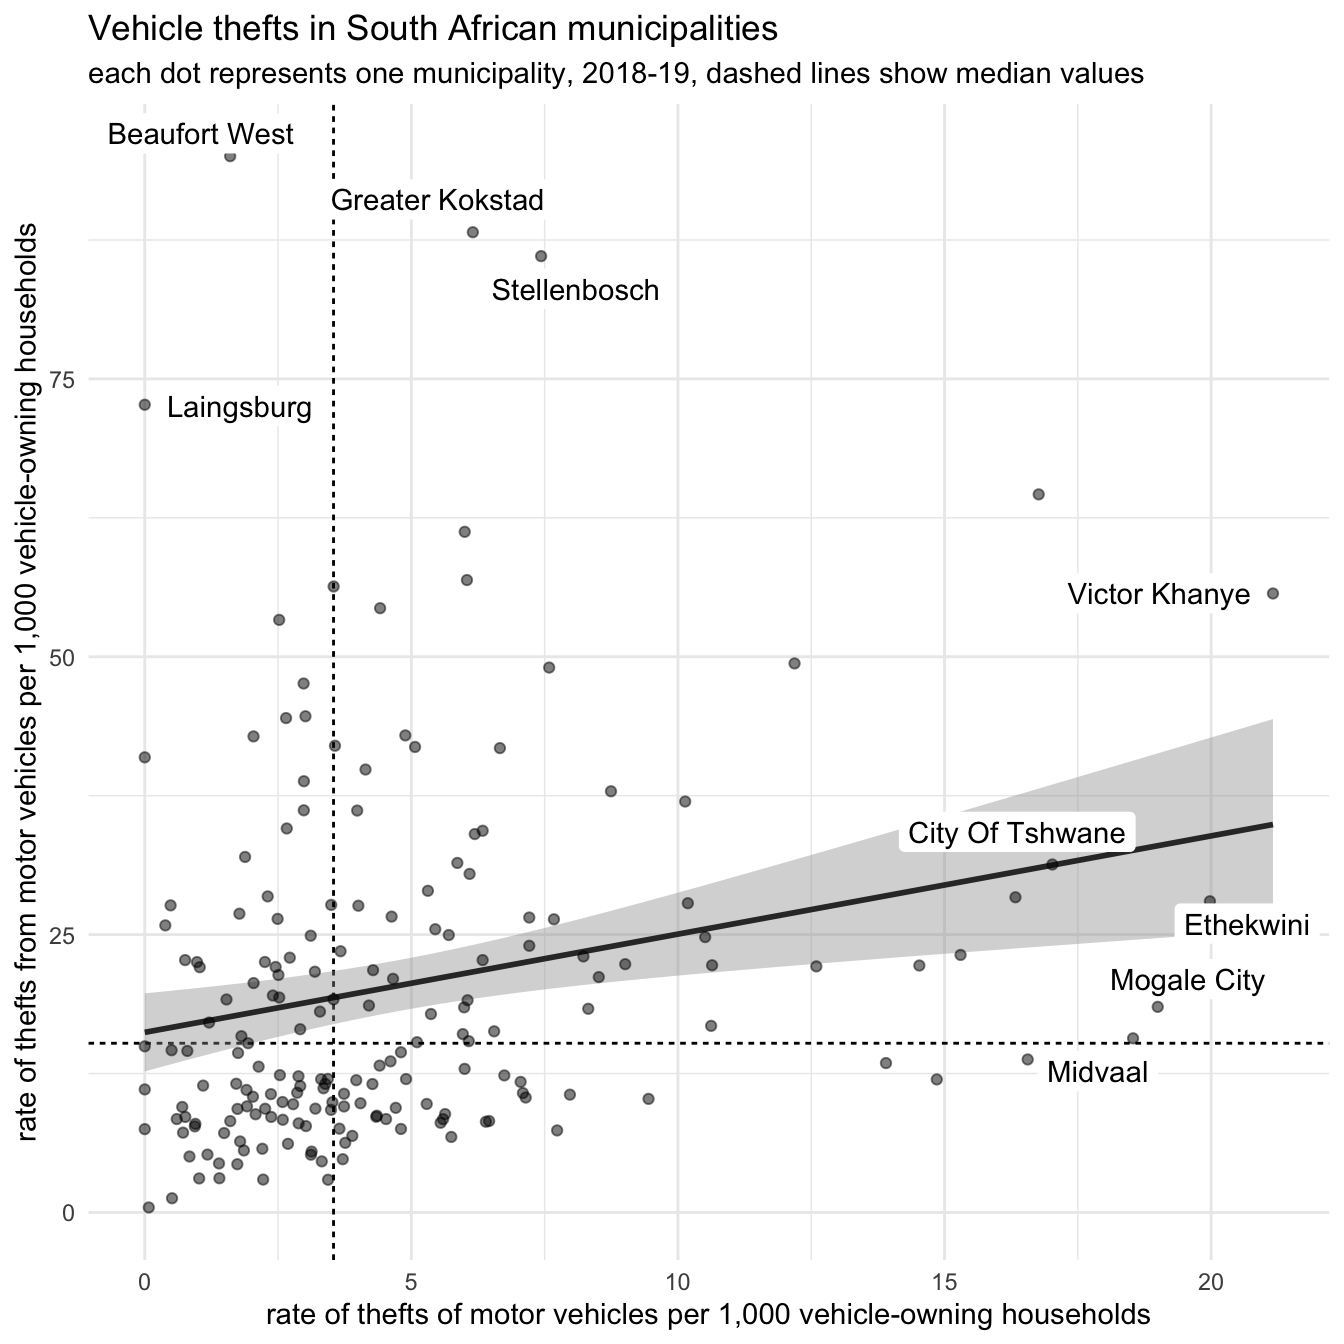 Vehicle thefts in South African municipalities
each dot represents one municipality, 2018-19, dashed lines show median values
Beaufort West
Greater Kokstad
Stellenbosch
Laingsburg
Victor Khanye
City Of Tshwane
Ethekwini
Mogale City
Midvaal
rate of thefts from motor vehicles per 1,000 vehicle-owning households
75
50
25
0
0 5 10 15 20
rate of thefts of motor vehicles per 1,000 vehicle-owning households